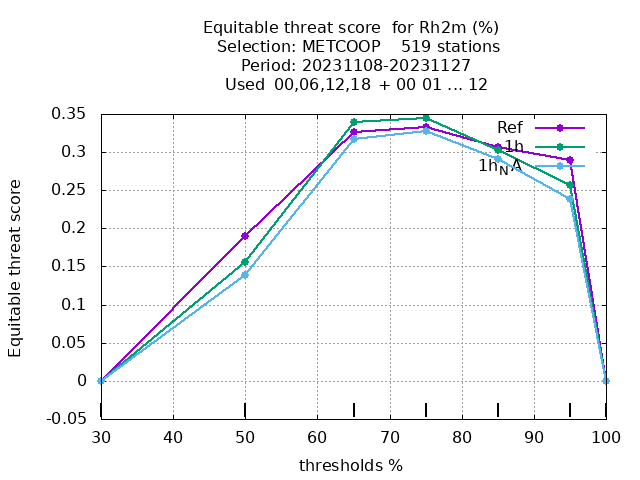 Equitable threat score for Rh2m (%)
Selection: METCOOP 519 stations
Period: 20231108-20231127
Used 00,06,12,18 + 00 01 ... 12
Equitable threat score
0.35
0.3
0.25
0.2
0.15
0.1
0.05
0
-0.05
Ref
1h
1h_NA
30 40 50 60 70 80 90 100
thresholds %